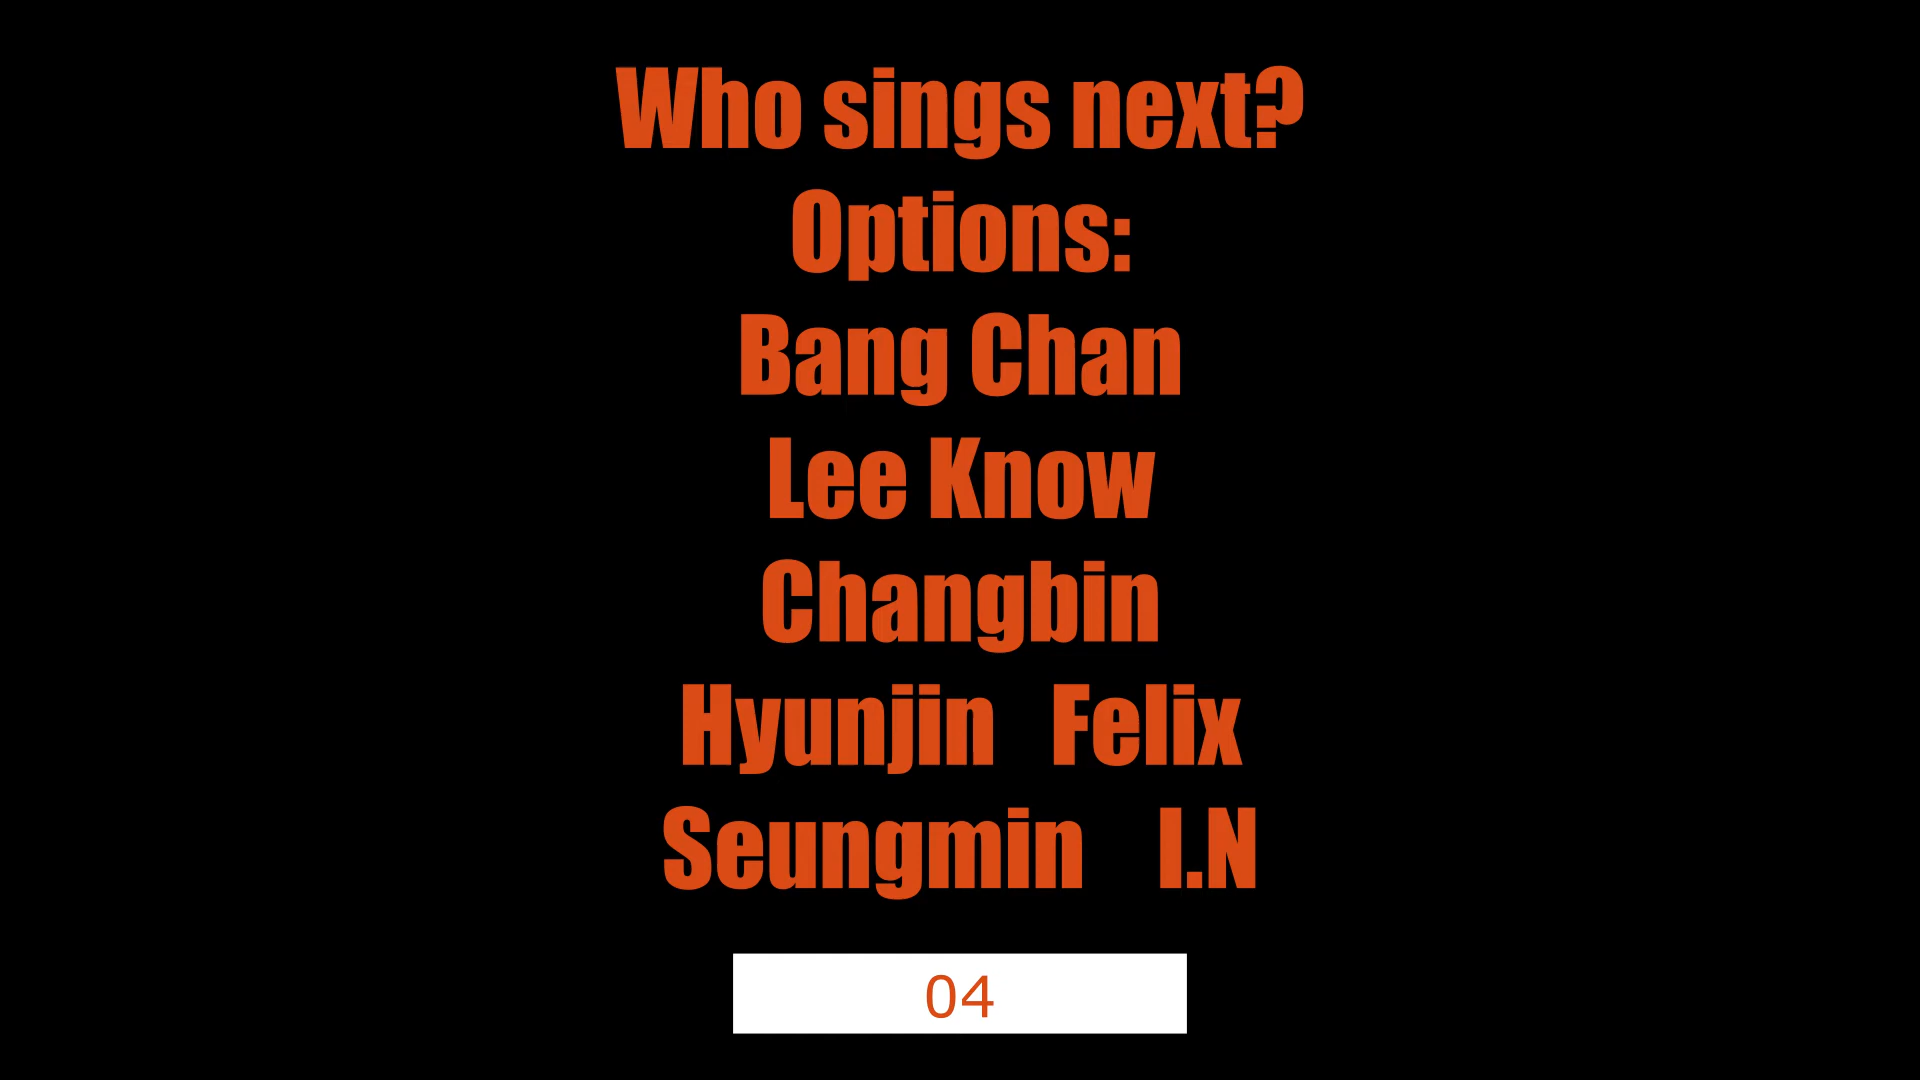 Who sings next?
Options:
Bang Chan
Lee Know
Changbin
Hyunjin Felix
Seungmin I.N
04